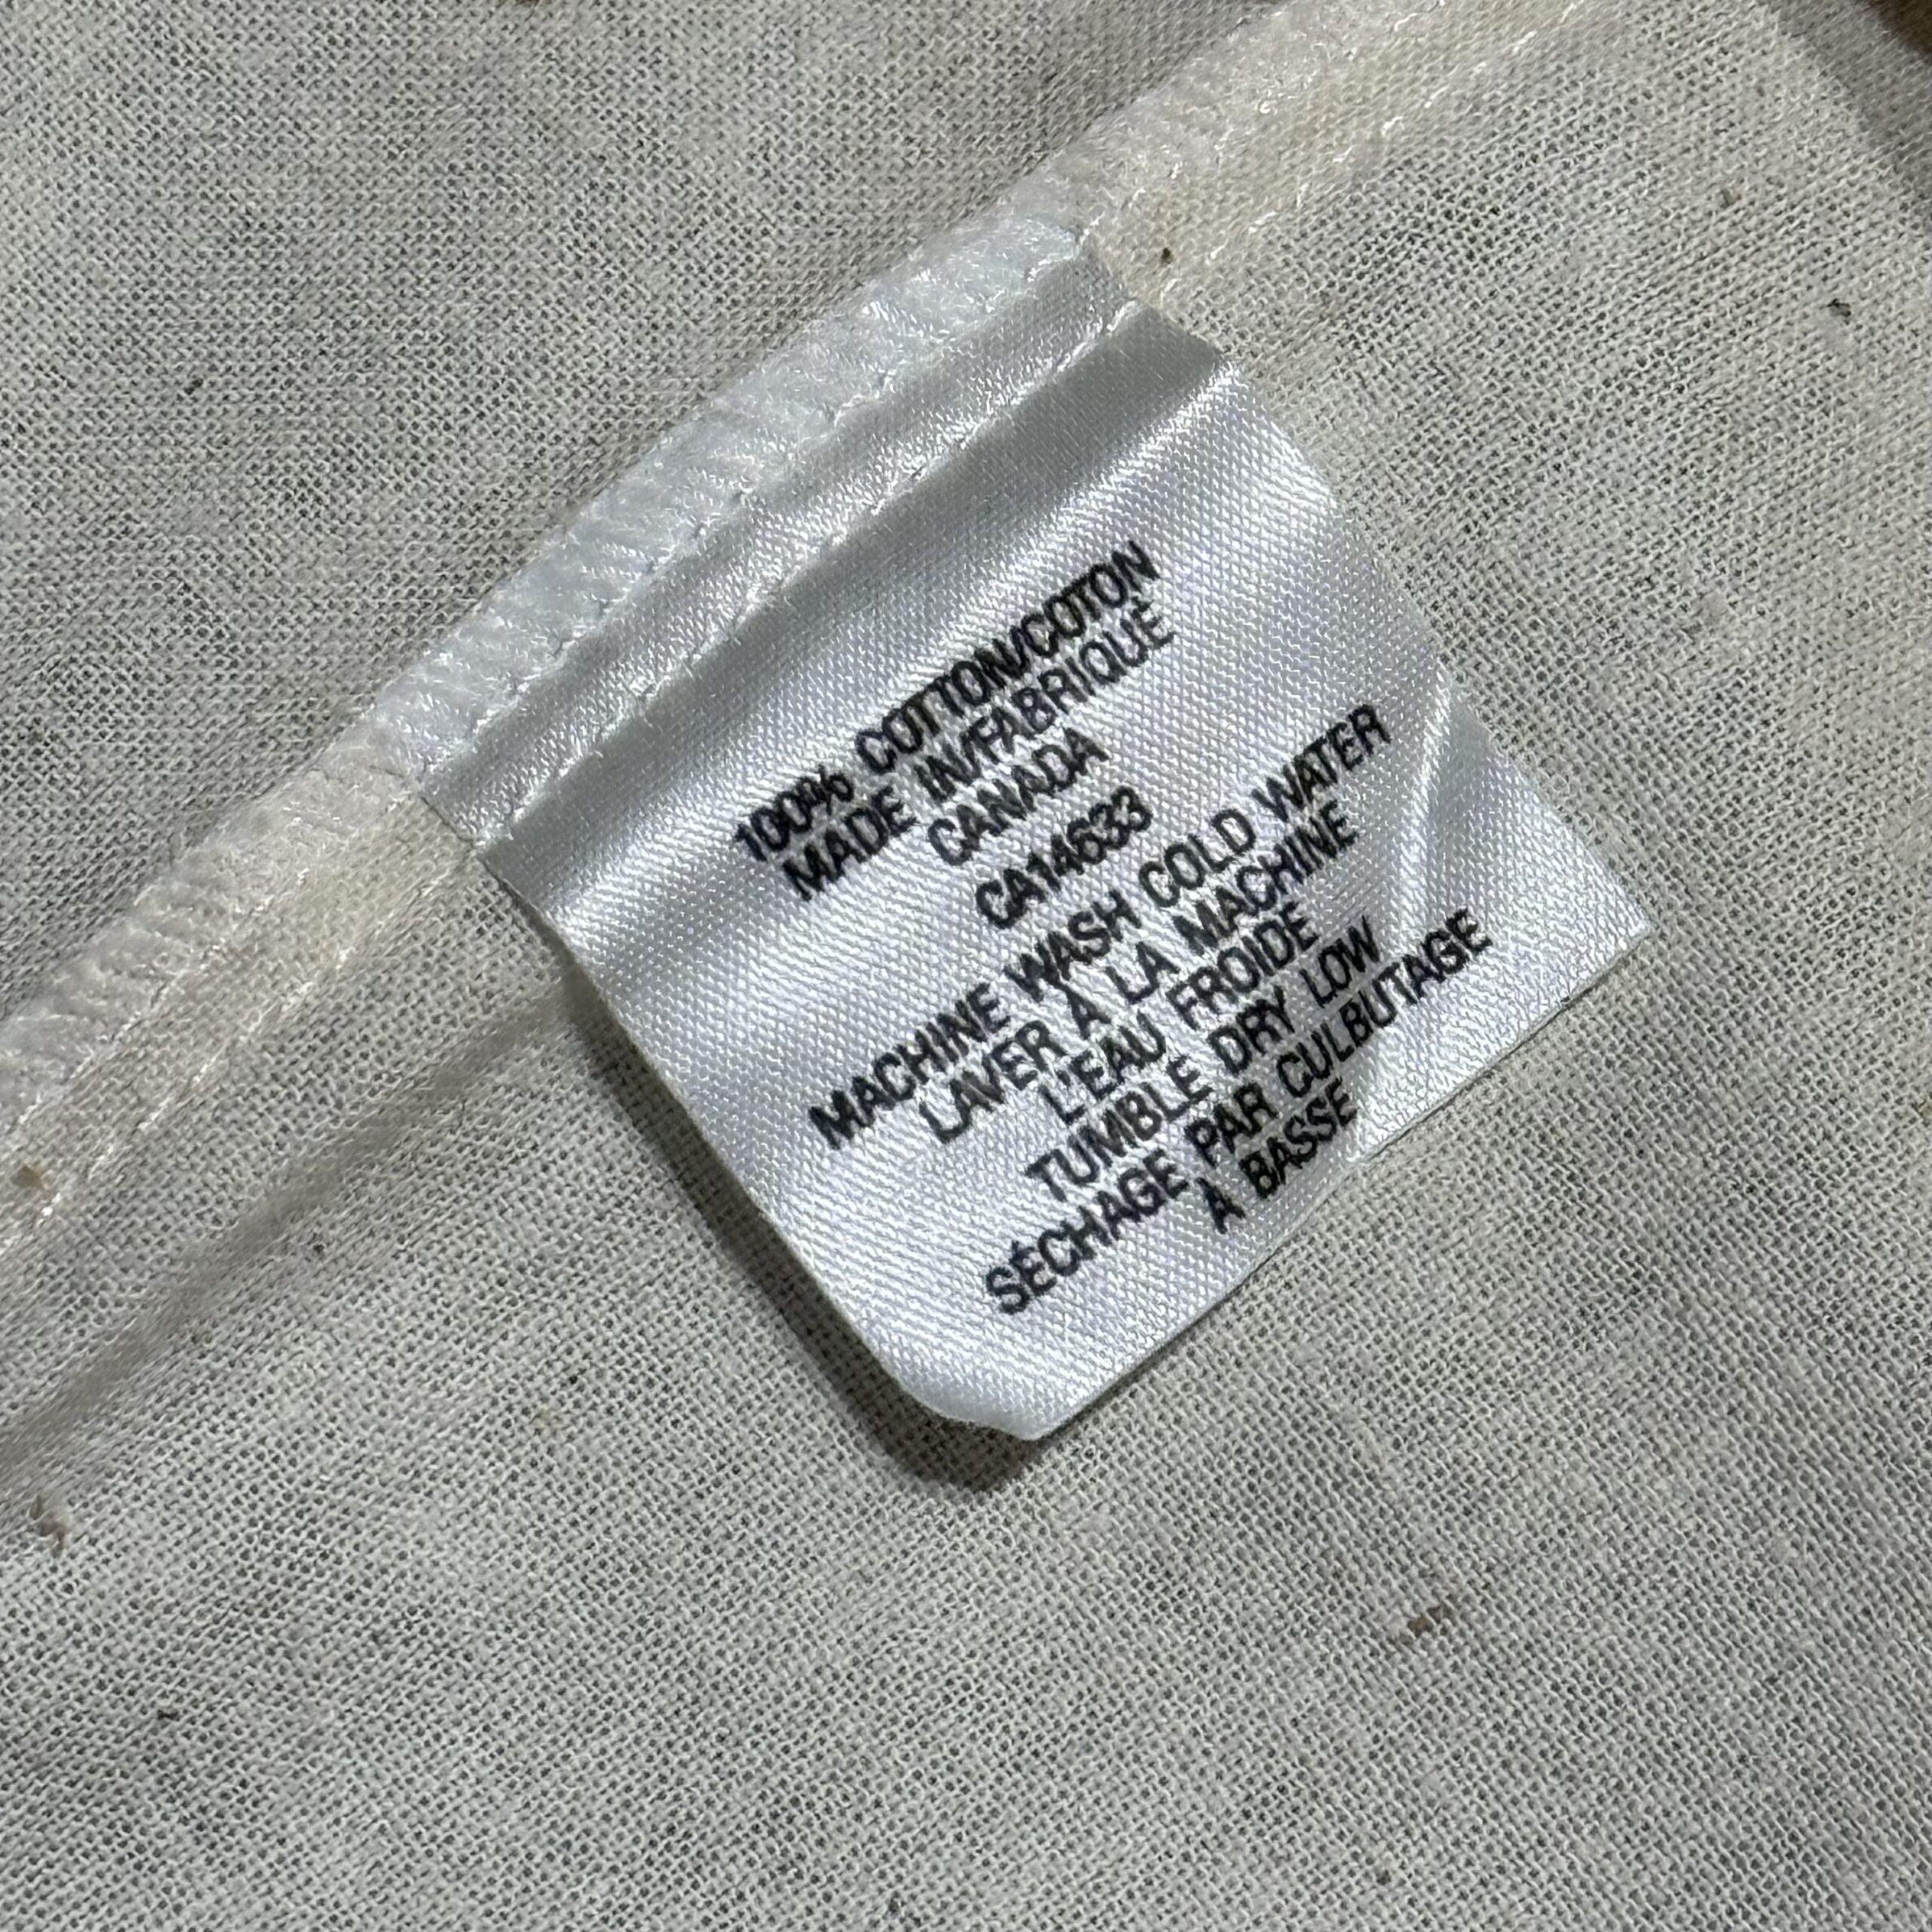 100% COTTON/COTON
MADE IN/FABRIQUÉ
CANADA
CA14633
MACHINE WASH COLD WATER
LAVER À LA MACHINE
L'EAU FROIDE
TUMBLE DRY LOW
SÉCHAGE PAR CULBUTAGE
À BASSE